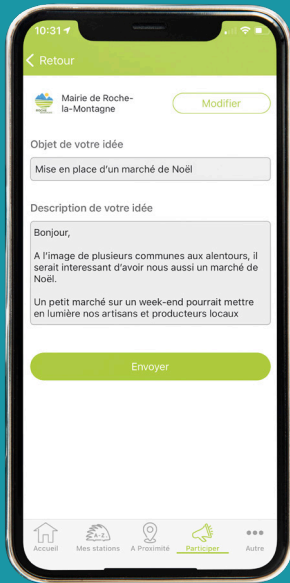 10:31
Retour
Mairie de Roche-
la-Montagne
Modifier
Objet de votre idée
Mise en place d'un marché de Noël
Description de votre idée
Bonjour,
A l'image de plusieurs communes aux alentours, il
serait interessant d'avoir nous aussi un marché de
Noël.
Un petit marché sur un week-end pourrait mettre
en lumière nos artisans et producteurs locaux
Envoyer
A-Z
Accueil
Mes stations
A Proximité
Participer
Autre